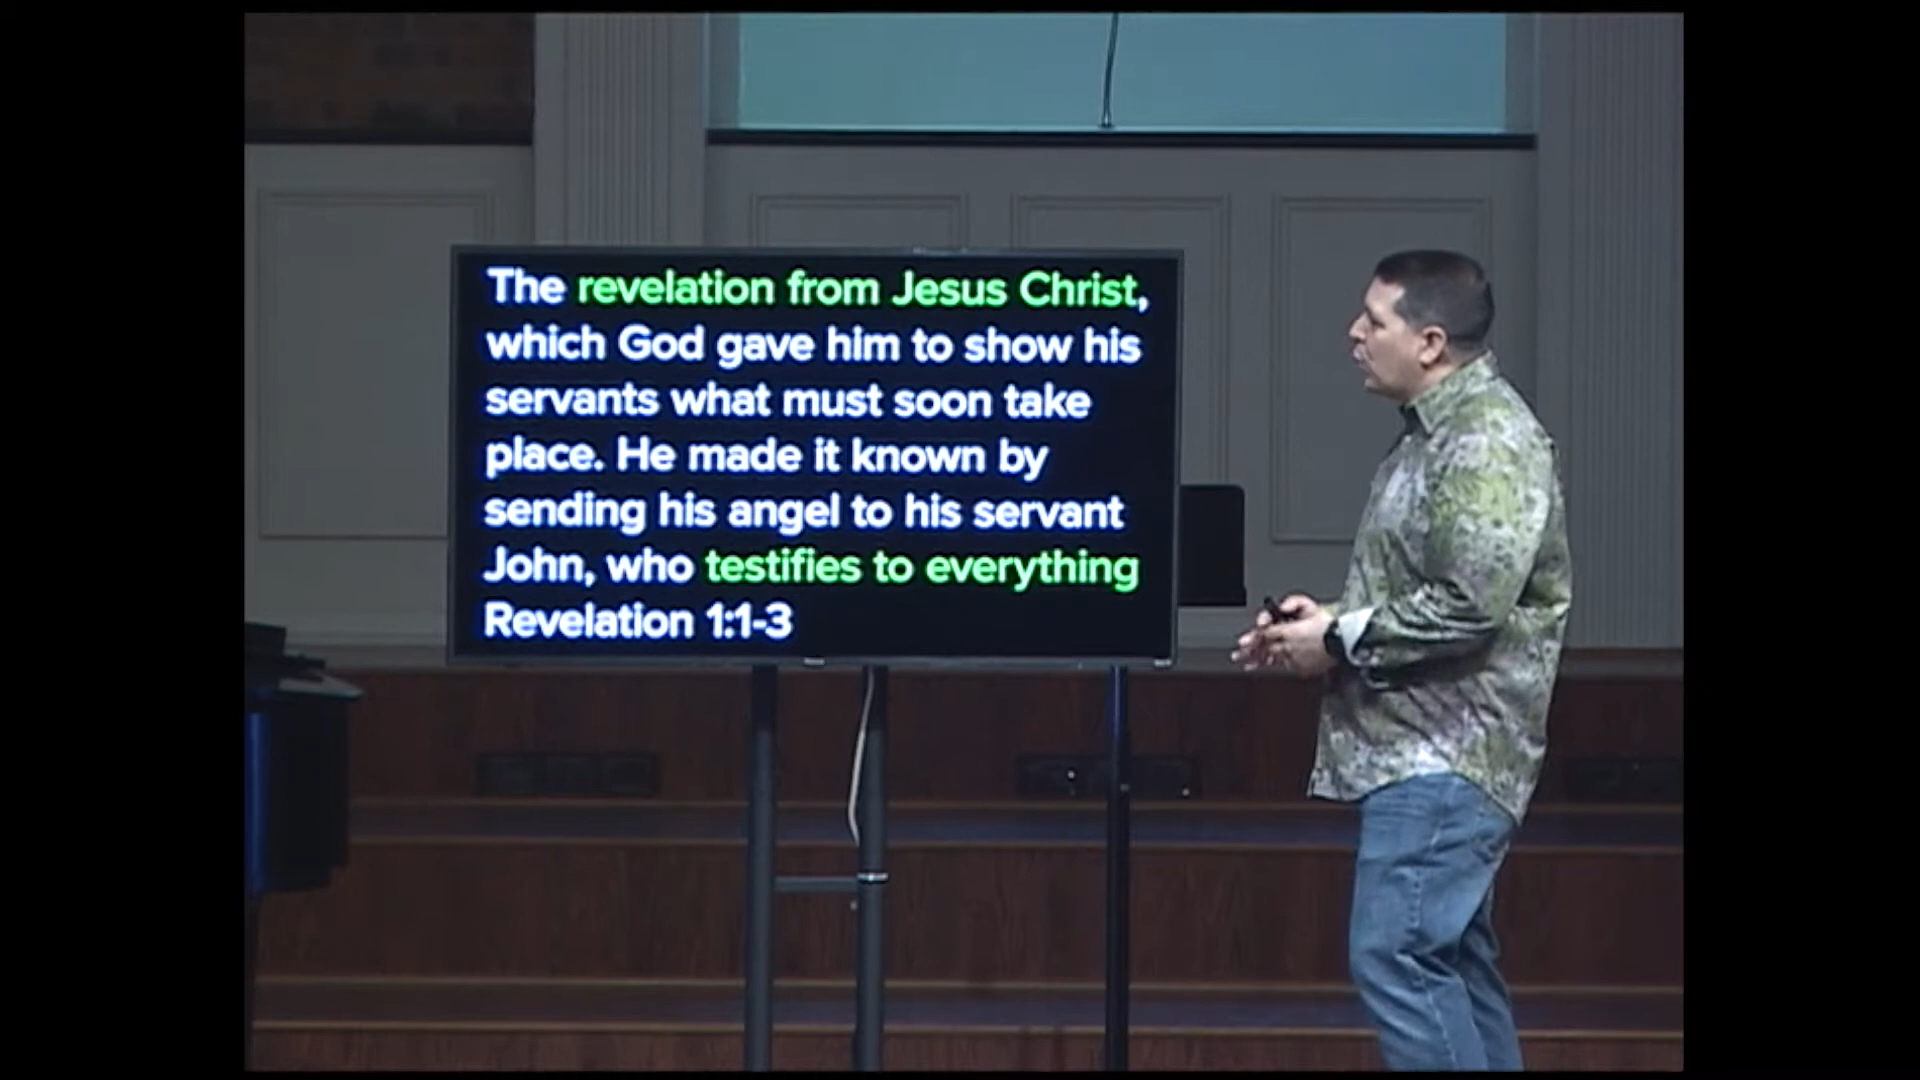 The revelation from Jesus Christ,
which God gave him to show his
servants what must soon take
place. He made it known by
sending his angel to his servant
John, who testifies to everything
Revelation 1:1-3